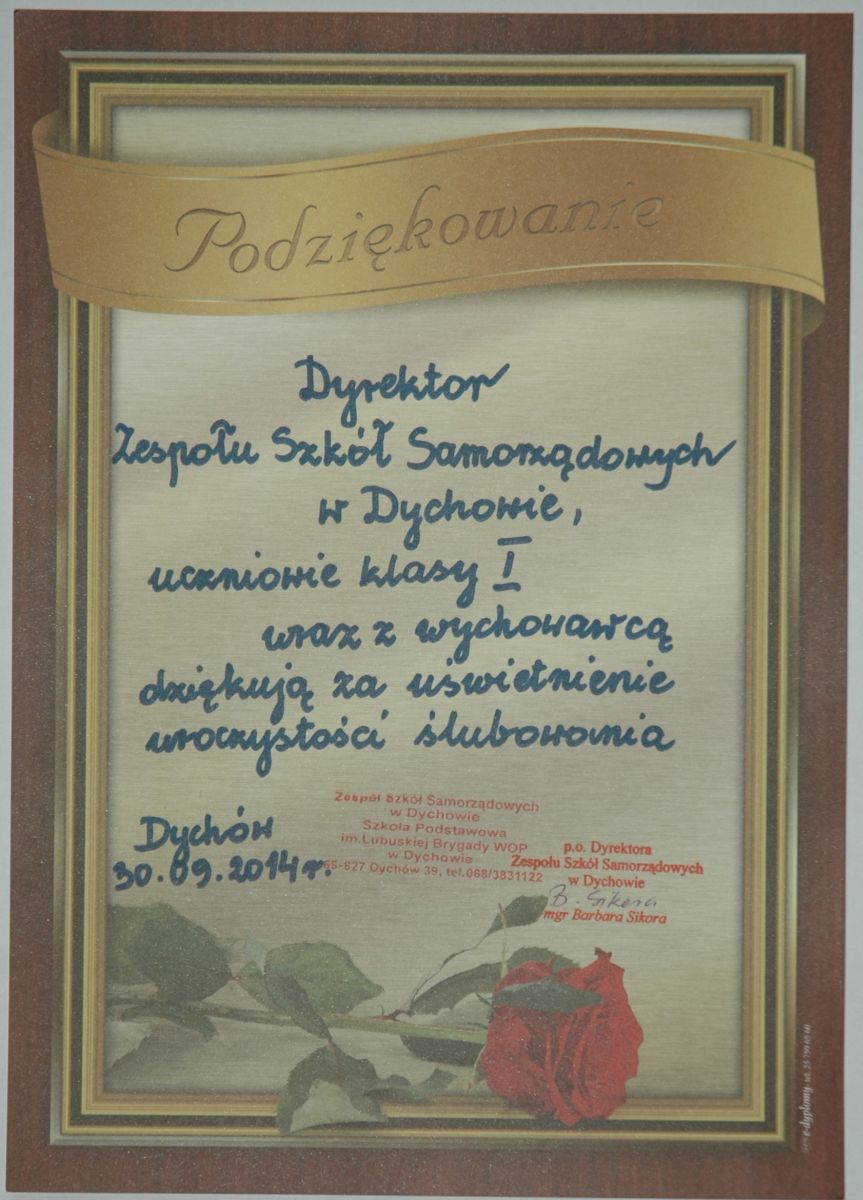 Podziękowanie
Dyrektor
Zespołu Szkół Samorządowych
w Dychowie,
uczniowie klasy I
wraz z wychowawcą
dziękują za uświetnienie
uroczystości ślubowania
Dychów
30.09.2014 r.
Zespół Szkół Samorządowych
w Dychowie
Szkoła Podstawowa
im.Lubuskiej Brygady WOP
w Dychowie
66-627 Dychów 39, tel.068/3831122
p.o. Dyrektora
Zespołu Szkół Samorządowych
w Dychowie
B. Sikora
mgr Barbara Sikora
e-dyplomy